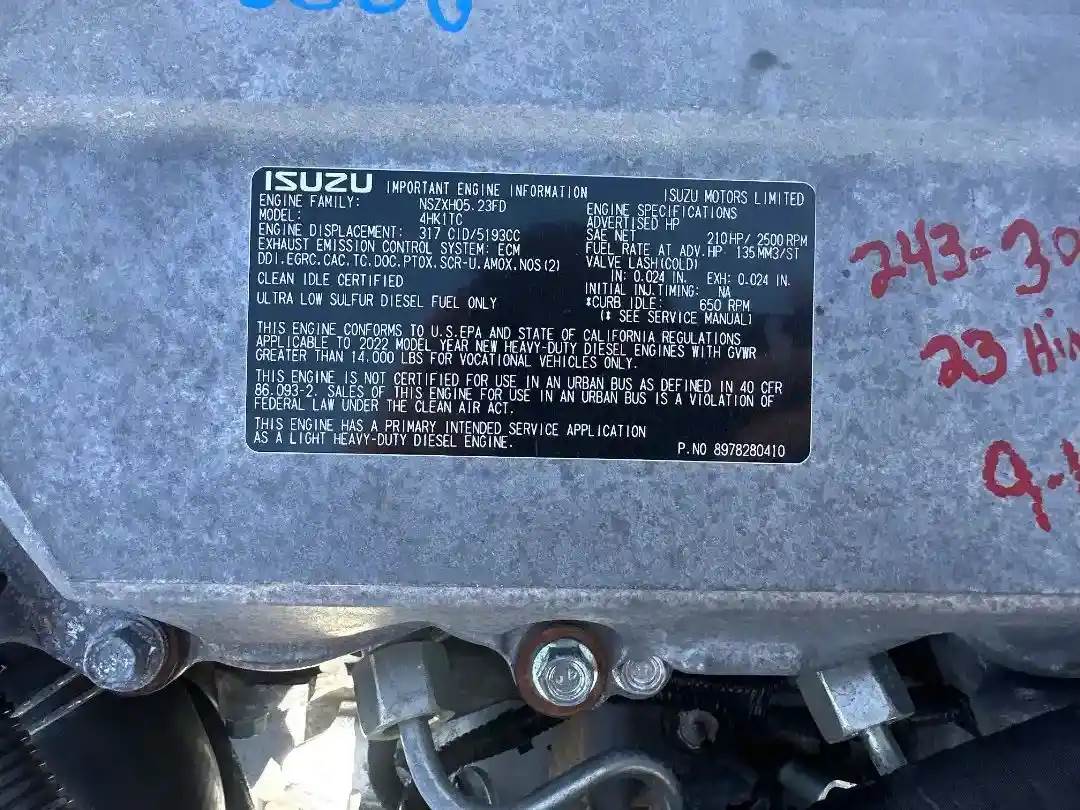 ISUZU IMPORTANT ENGINE INFORMATION ISUZU MOTORS LIMITED
ENGINE FAMILY: NSZXH05.23FD
MODEL: 4HK1TC
ENGINE DISPLACEMENT: 317 CID/5193CC
EXHAUST EMISSION CONTROL SYSTEM: ECM
DDI.EGRC.CAC.TC.DOC.PTOX.SCR-U.AMOX.NOS(2)
CLEAN IDLE CERTIFIED
ULTRA LOW SULFUR DIESEL FUEL ONLY
ENGINE SPECIFICATIONS
ADVERTISED HP
SAE NET 210HP/ 2500 RPM
FUEL RATE AT ADV.HP 135MM3/ST
VALVE LASH(COLD)
IN: 0.024 IN. EXH: 0.024 IN.
INITIAL INJ.TIMING: NA
*CURB IDLE: 650 RPM
(* SEE SERVICE MANUAL)
THIS ENGINE CONFORMS TO U.S.EPA AND STATE OF CALIFORNIA REGULATIONS
APPLICABLE TO 2022 MODEL YEAR NEW HEAVY-DUTY DIESEL ENGINES WITH GVWR
GREATER THAN 14,000 LBS FOR VOCATIONAL VEHICLES ONLY.
THIS ENGINE IS NOT CERTIFIED FOR USE IN AN URBAN BUS AS DEFINED IN 40 CFR
86.093-2. SALES OF THIS ENGINE FOR USE IN AN URBAN BUS IS A VIOLATION OF
FEDERAL LAW UNDER THE CLEAN AIR ACT.
THIS ENGINE HAS A PRIMARY INTENDED SERVICE APPLICATION
AS A LIGHT HEAVY-DUTY DIESEL ENGINE.
P.NO 8978280410
243-30
23 Hin